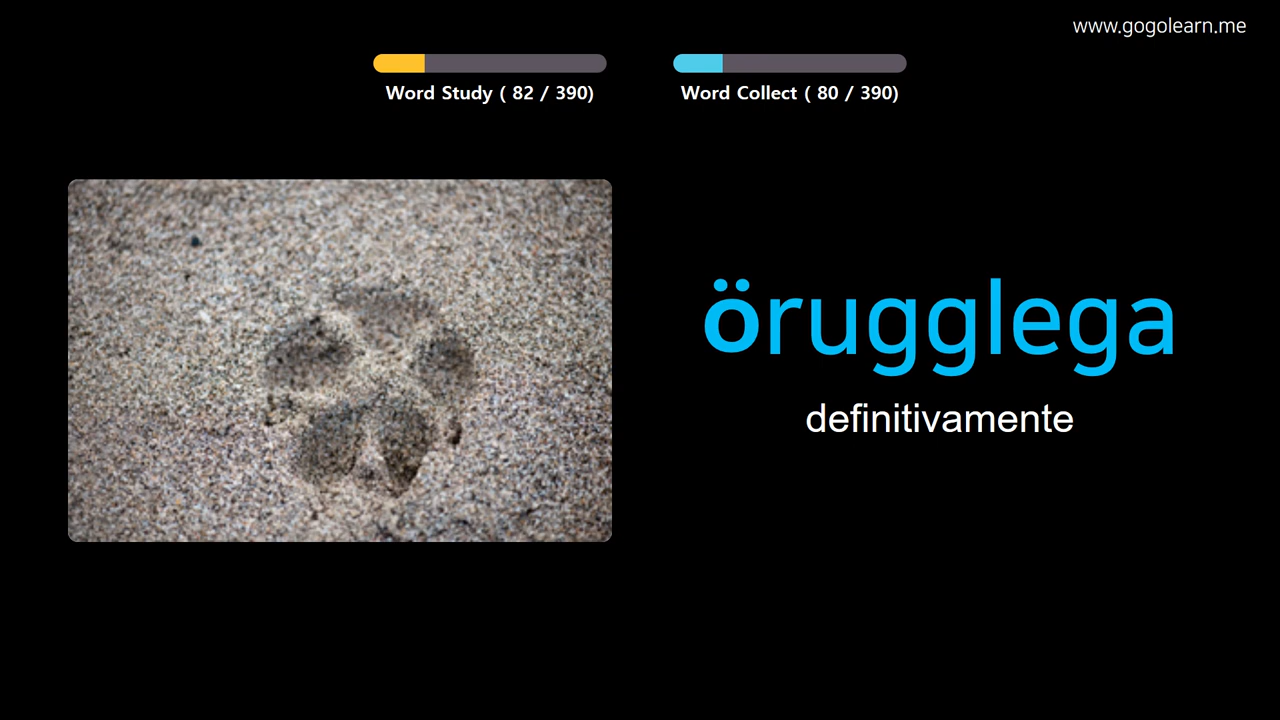 www.gogolearn.me
Word Study ( 82 / 390)
Word Collect ( 80 / 390)
örugglega
definitivamente